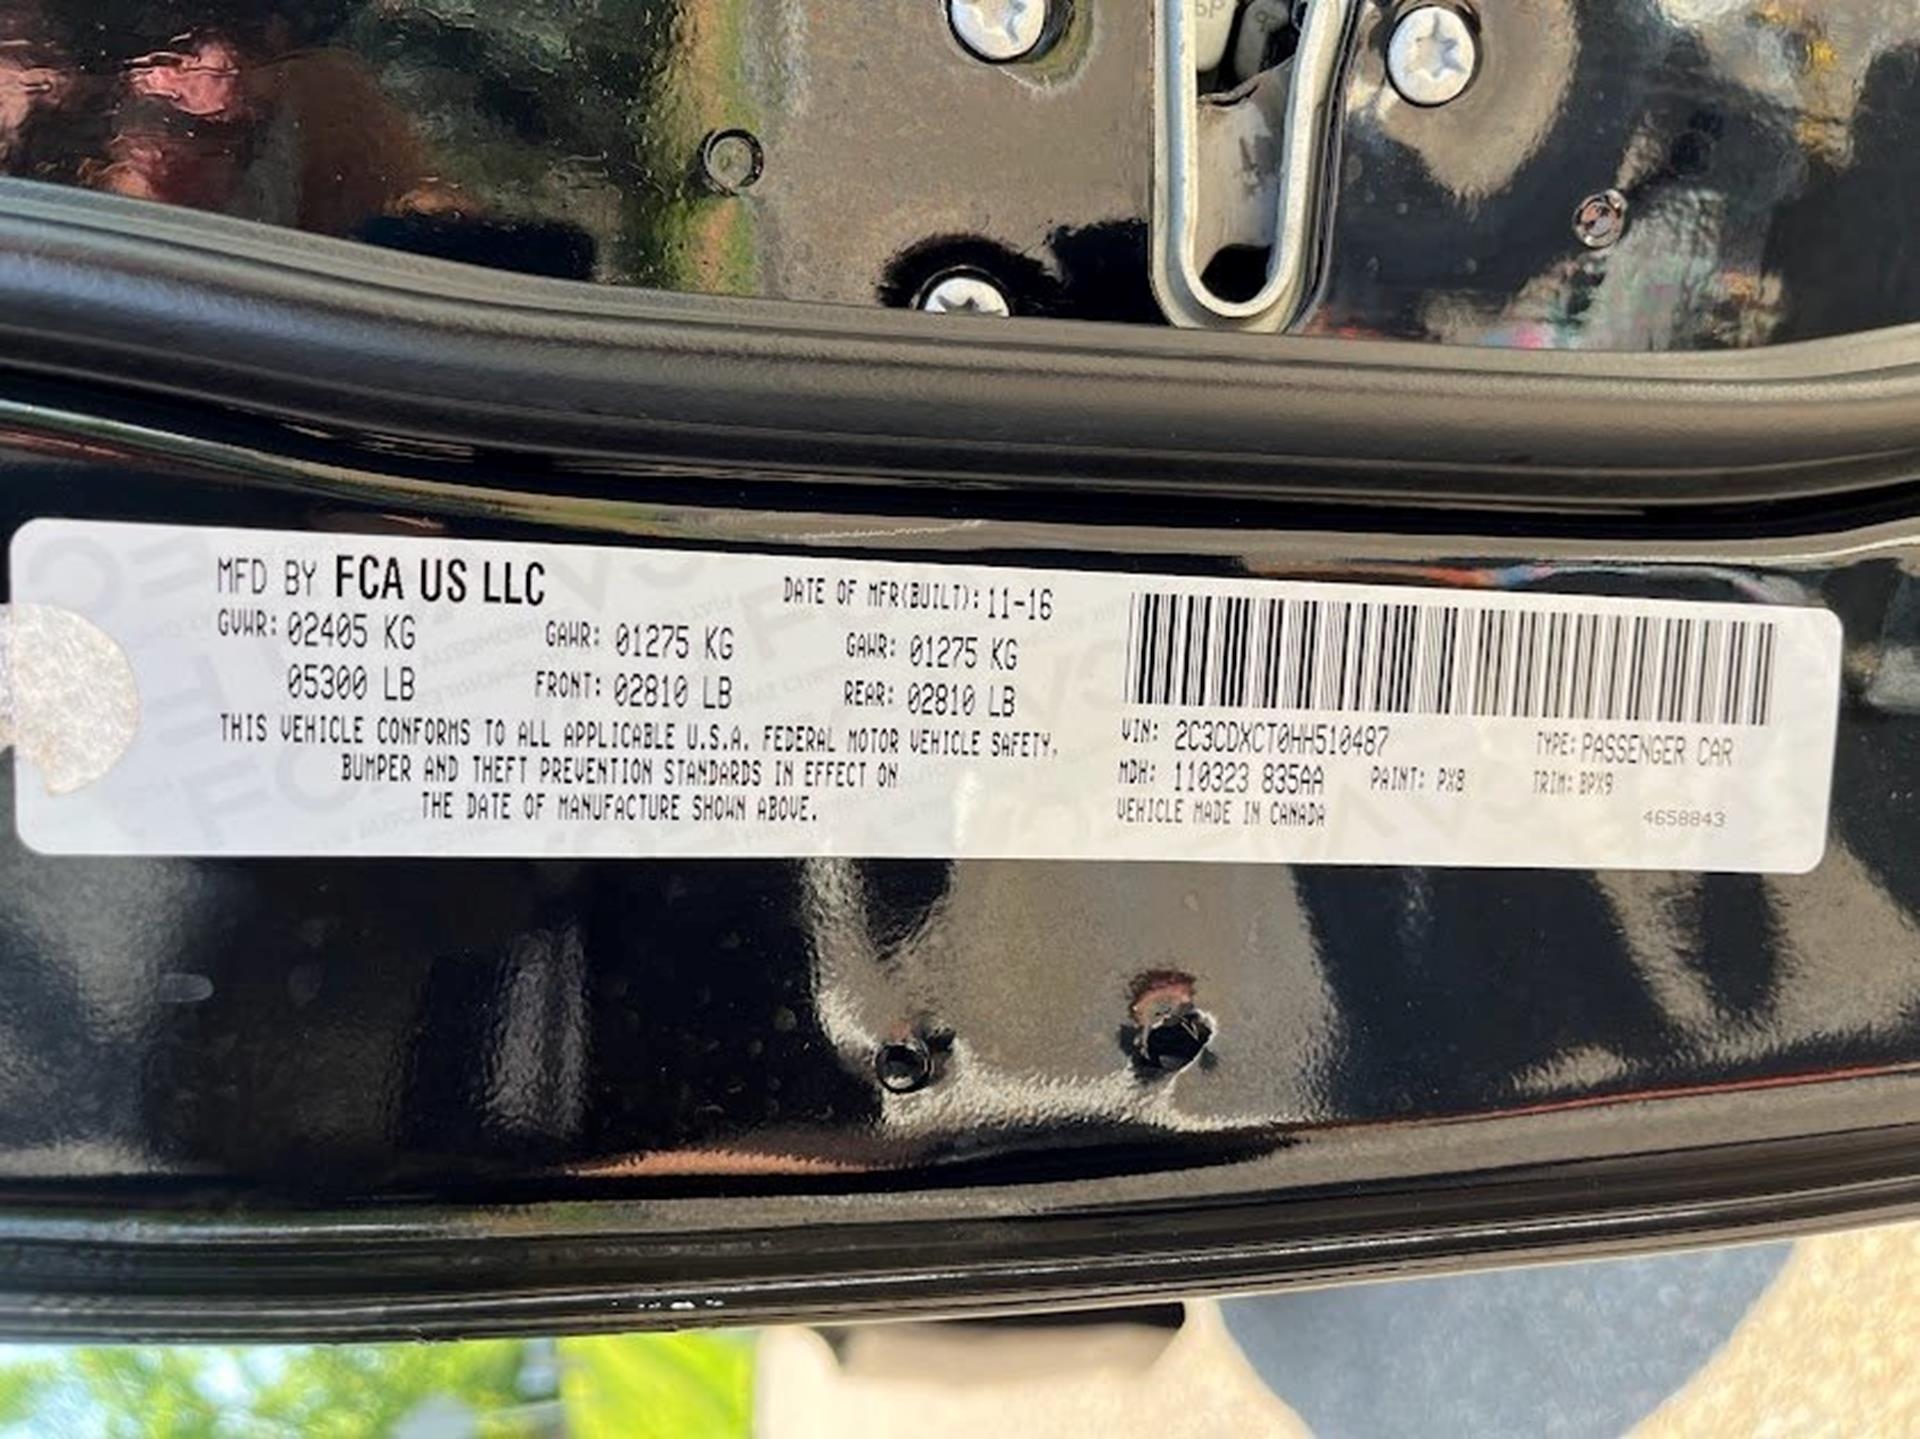 MFD BY FCA US LLC
DATE OF MFR(BUILT): 11-16
GVWR: 02405 KG GAWR: 01275 KG GAWR: 01275 KG
05300 LB FRONT: 02810 LB REAR: 02810 LB
THIS VEHICLE CONFORMS TO ALL APPLICABLE U.S.A. FEDERAL MOTOR VEHICLE SAFETY,
BUMPER AND THEFT PREVENTION STANDARDS IN EFFECT ON
THE DATE OF MANUFACTURE SHOWN ABOVE.
VIN: 2C3CDXCT0HH510487 TYPE: PASSENGER CAR
MDH: 110323 835AA PAINT: PX8 TRIM: BPX9
VEHICLE MADE IN CANADA 4658843